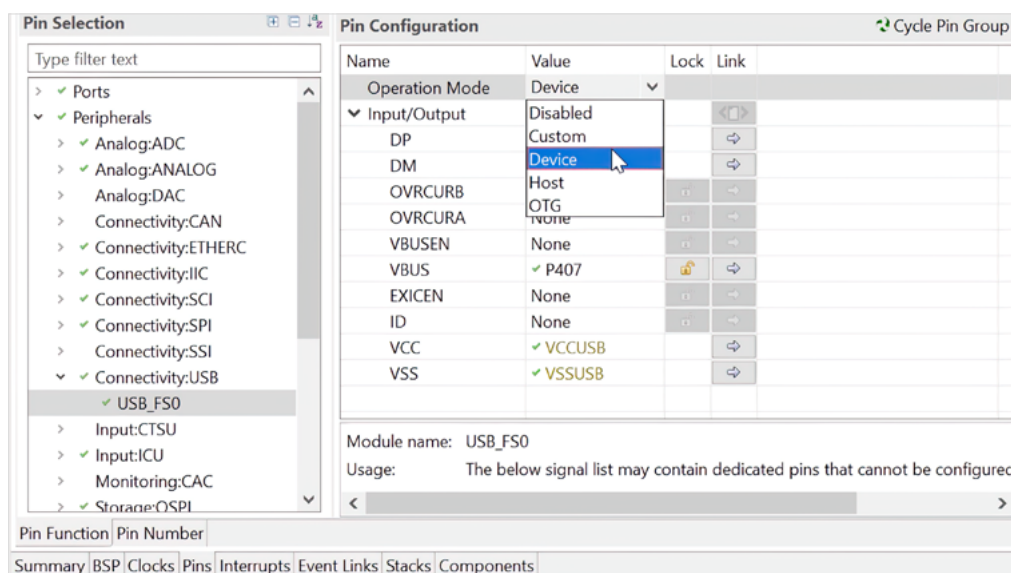 Pin Selection
Type filter text
Ports
Peripherals
Analog:ADC
Analog:ANALOG
Analog:DAC
Connectivity:CAN
Connectivity:ETHERC
Connectivity:IIC
Connectivity:SCI
Connectivity:SPI
Connectivity:SSI
Connectivity:USB
USB_FS0
Input:CTSU
Input:ICU
Monitoring:CAC
Storage:OSPI
Pin Configuration
Cycle Pin Group
Name Value Lock Link
Operation Mode Device
Disabled
Custom
Device
Host
OTG
Input/Output
DP
DM
OVRCURB
OVRCURA None
VBUSEN None
VBUS P407
EXICEN None
ID None
VCC VCCUSB
VSS VSSUSB
Module name: USB_FS0
Usage: The below signal list may contain dedicated pins that cannot be configured
Pin Function Pin Number
Summary BSP Clocks Pins Interrupts Event Links Stacks Components